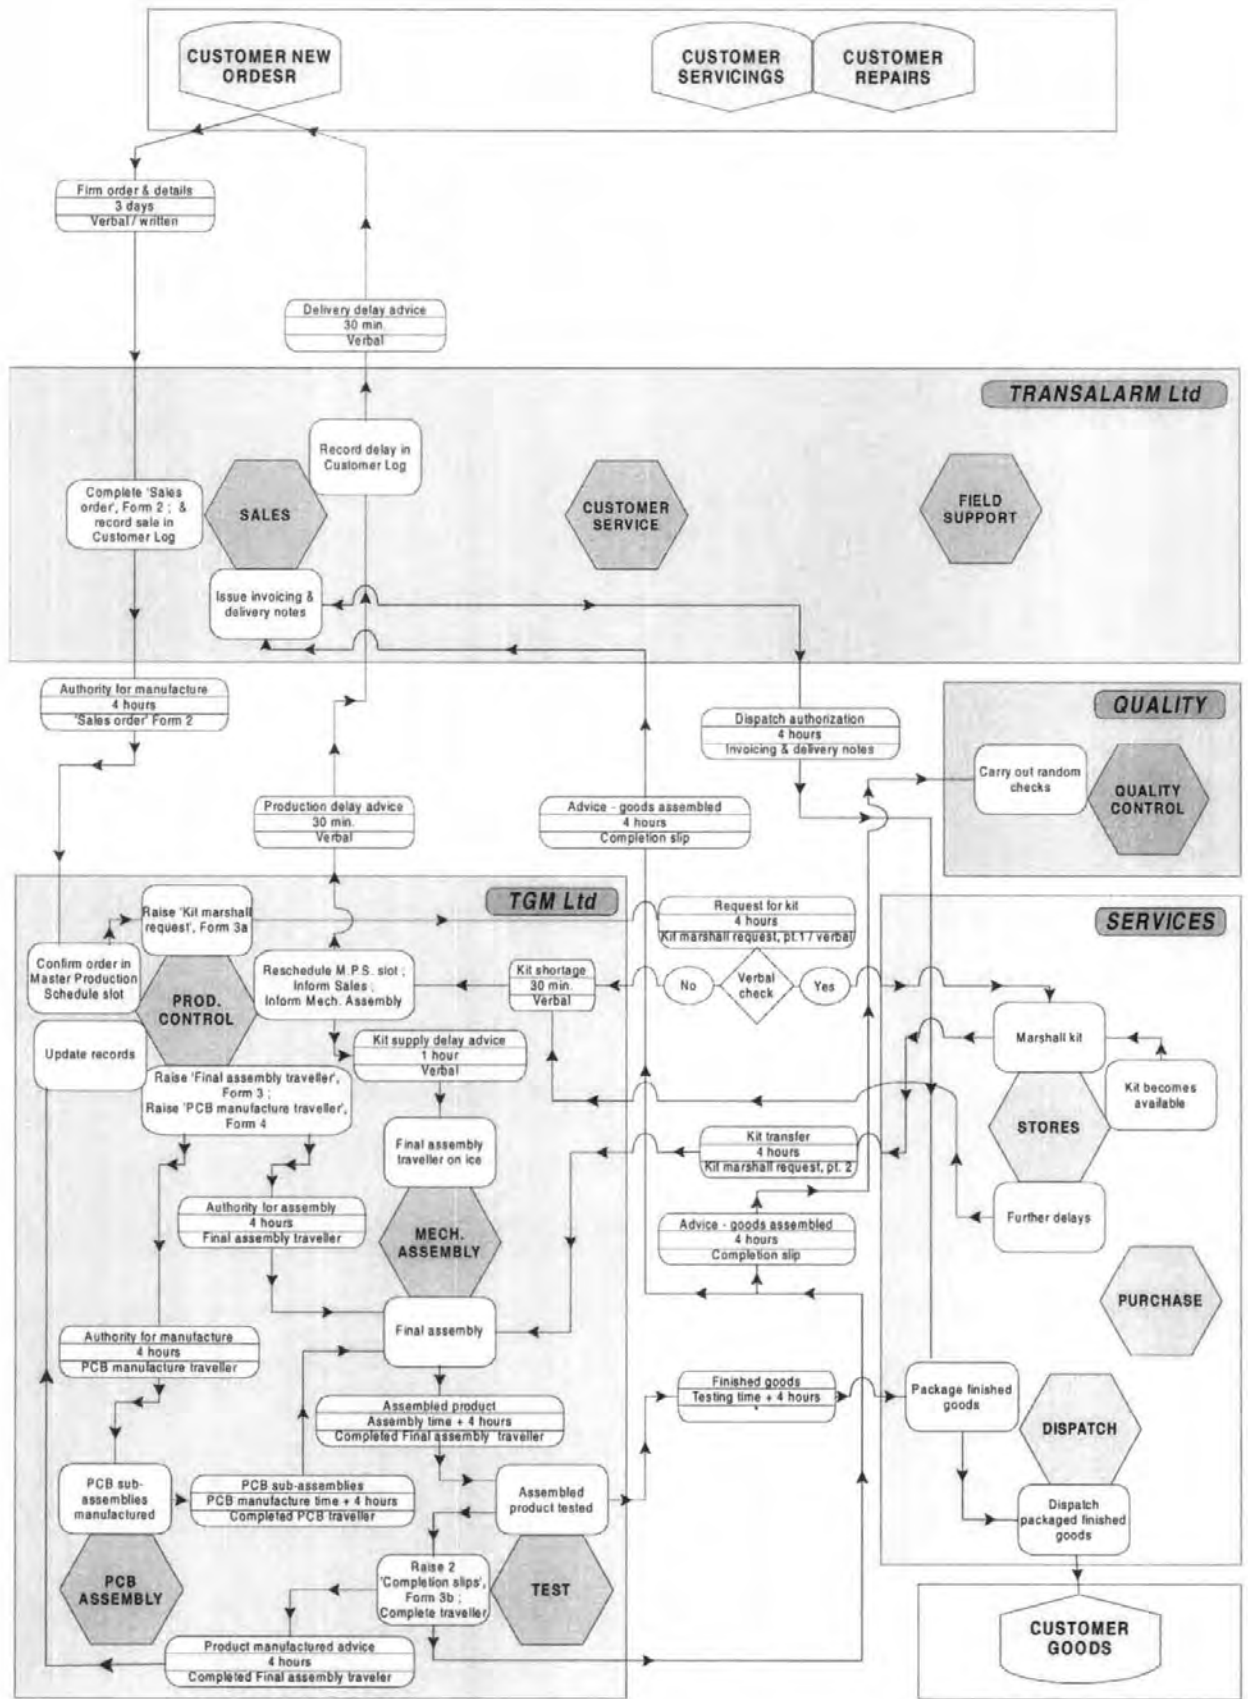 CUSTOMER NEW
ORDESR
CUSTOMER
SERVICINGS
CUSTOMER
REPAIRS
Firm order & details
3 days
Verbal / written
Delivery delay advice
30 min.
Verbal
TRANSALARM Ltd
Record delay in
Customer Log
Complete 'Sales
order', Form 2 ; &
record sale in
Customer Log
SALES
CUSTOMER
SERVICE
FIELD
SUPPORT
Issue invoicing &
delivery notes
Authority for manufacture
4 hours
'Sales order' Form 2
Dispatch authorization
4 hours
Invoicing & delivery notes
QUALITY
Carry out random
checks
QUALITY
CONTROL
Production delay advice
30 min.
Verbal
Advice - goods assembled
4 hours
Completion slip
TGM Ltd
Raise 'Kit marshall
request', Form 3a
Request for kit
4 hours
Kit marshall request, pt.1 / verbal
SERVICES
Confirm order in
Master Production
Schedule slot
PROD.
CONTROL
Reschedule M.P.S. slot ;
Inform Sales ;
Inform Mech. Assembly
Kit shortage
30 min.
Verbal
No
Verbal
check
Yes
Update records
Kit supply delay advice
1 hour
Verbal
Marshall kit
Kit becomes
available
Raise 'Final assembly traveller',
Form 3 ;
Raise 'PCB manufacture traveller',
Form 4
STORES
Final assembly
traveller on ice
Kit transfer
4 hours
Kit marshall request, pt. 2
Authority for assembly
4 hours
Final assembly traveller
MECH.
ASSEMBLY
Advice - goods assembled
4 hours
Completion slip
Further delays
PURCHASE
Final assembly
Authority for manufacture
4 hours
PCB manufacture traveller
Finished goods
Testing time + 4 hours
Package finished
goods
Assembled product
Assembly time + 4 hours
Completed Final assembly traveller
DISPATCH
PCB sub-
assemblies
manufactured
PCB sub-assemblies
PCB manufacture time + 4 hours
Completed PCB traveller
Assembled
product tested
Dispatch
packaged finished
goods
PCB
ASSEMBLY
Raise 2
'Completion slips',
Form 3b ;
Complete traveller
TEST
CUSTOMER
GOODS
Product manufactured advice
4 hours
Completed Final assembly traveler